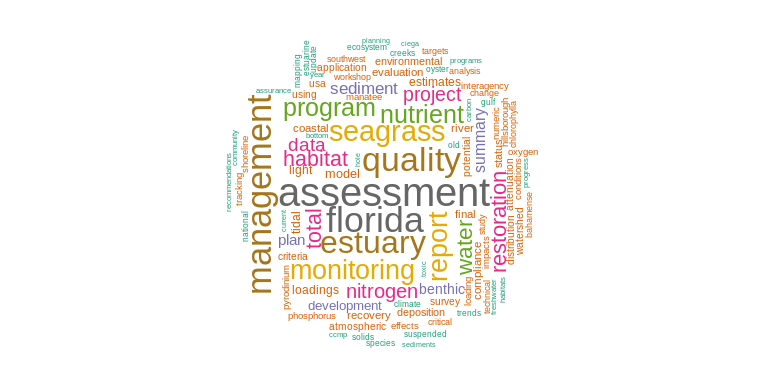 planning
ciega
ecosystem
creeks
targets
estuarine
update
southwest
environmental
programs
mapping
year
application
workshop
evaluation
oyster
analysis
assurance
usa
manatee
estimates
interagency
using
sediment
project
change
program
nutrient
carbon
gulf
numeric
hillsborough
chlorophylla
coastal
seagrass
river
bottom
old
summary
status
community
shoreline
data
habitat
hole
quality
potential
oxygen
recommendations
tracking
light
model
conditions
progress
management
assessment
attenuation
national
current
tidal
total
florida
report
final
study
water
restoration
distribution
watershed
bahamense
plan
estuary
impacts
criteria
monitoring
toxic
benthic
compliance
technical
freshwater
habitats
pyrodinium
loadings
nitrogen
loading
development
climate
survey
phosphorus
recovery
deposition
trends
atmospheric
effects
critical
ccmp
solids
suspended
species
sediments